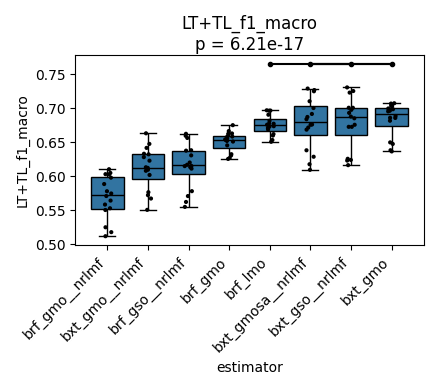 LT+TL_f1_macro
p = 6.21e-17
LT+TL_f1_macro
0.75
0.70
0.65
0.60
0.55
0.50
brf_gmo__nrlmf
bxt_gmo__nrlmf
brf_gso__nrlmf
brf_gmo
brf_lmo
bxt_gmosa__nrlmf
bxt_gso__nrlmf
bxt_gmo
estimator